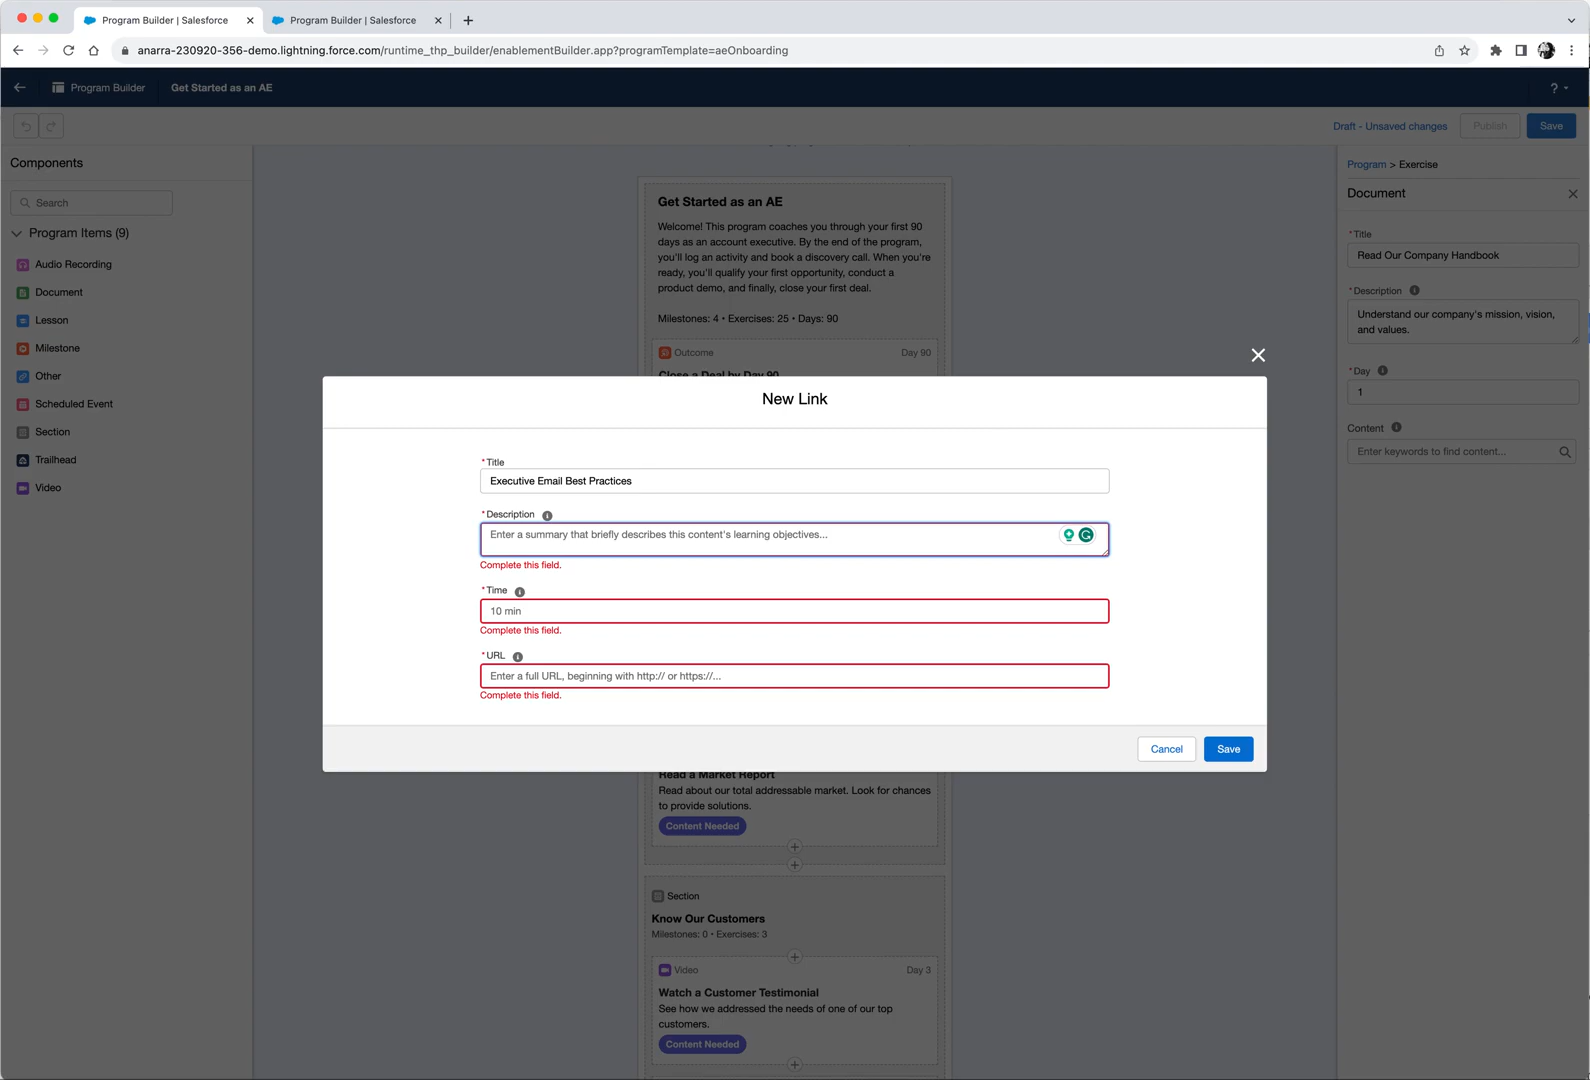 Program Builder | Salesforce
Program Builder | Salesforce
anarra-230920-356-demo.lightning.force.com/runtime_thp_builder/enablementBuilder.app?programTemplate=aeOnboarding
Program Builder
Get Started as an AE
?
Draft - Unsaved changes
Publish
Save
Components
Search
Program Items (9)
Audio Recording
Document
Lesson
Milestone
Other
Scheduled Event
Section
Trailhead
Video
Get Started as an AE
Welcome! This program coaches you through your first 90
days as an account executive. By the end of the program,
you'll log an activity and book a discovery call. When you're
ready, you'll qualify your first opportunity, conduct a
product demo, and finally, close your first deal.
Milestones: 4 • Exercises: 25 • Days: 90
Outcome
Day 90
Close a Deal by Day 90
New Link
*Title
Executive Email Best Practices
*Description
Enter a summary that briefly describes this content's learning objectives...
Complete this field.
*Time
10 min
Complete this field.
*URL
Enter a full URL, beginning with http:// or https://...
Complete this field.
Cancel
Save
Read a Market Report
Read about our total addressable market. Look for chances
to provide solutions.
Content Needed
Section
Know Our Customers
Milestones: 0 • Exercises: 3
Video
Day 3
Watch a Customer Testimonial
See how we addressed the needs of one of our top
customers.
Content Needed
Program > Exercise
Document
*Title
Read Our Company Handbook
*Description
Understand our company's mission, vision,
and values.
*Day
1
Content
Enter keywords to find content...